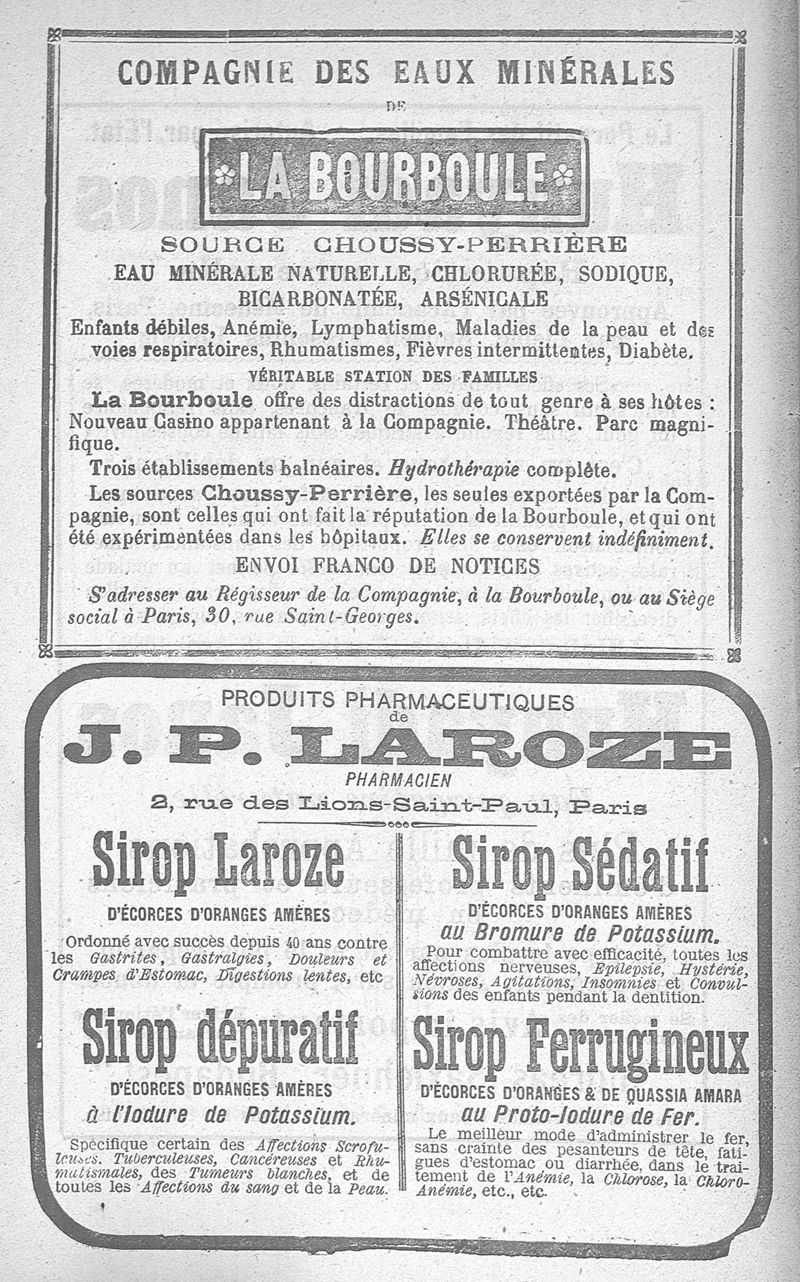 COMPAGNIE DES EAUX MINÉRALES
DE
LA BOURBOULE
SOURCE CHOUSSY-PERRIÈRE
EAU MINÉRALE NATURELLE, CHLORURÉE, SODIQUE,
BICARBONATÉE, ARSÉNICALE
Enfants débiles, Anémie, Lymphatisme, Maladies de la peau et des
voies respiratoires, Rhumatismes, Fièvres intermittentes, Diabète.
VÉRITABLE STATION DES FAMILLES
La Bourboule offre des distractions de tout genre à ses hôtes :
Nouveau Casino appartenant à la Compagnie. Théâtre. Parc magni-
fique.
Trois établissements balnéaires. Hydrothérapie complète.
Les sources Choussy-Perrière, les seules exportées par la Com-
pagnie, sont celles qui ont fait la réputation de la Bourboule, et qui ont
été expérimentées dans les hôpitaux. Elles se conservent indéfiniment.
ENVOI FRANCO DE NOTICES
S'adresser au Régisseur de la Compagnie, à la Bourboule, ou au Siège
social à Paris, 30, rue Saint-Georges.
PRODUITS PHARMACEUTIQUES
de
J. P. LAROZE
PHARMACIEN
2, rue des Lions-Saint-Paul, Paris
Sirop Laroze
D'ÉCORCES D'ORANGES AMÈRES
Ordonné avec succès depuis 40 ans contre
les Gastrites, Gastralgies, Douleurs et
Crampes d'Estomac, Digestions lentes, etc
Sirop dépuratif
D'ÉCORCES D'ORANGES AMÈRES
à l'Iodure de Potassium.
Spécifique certain des Affections Scrofu-
leuses, Tuberculeuses, Cancéreuses et Rhu-
matismales, des Tumeurs blanches, et de
toutes les Affections du sang et de la Peau.
Sirop Sédatif
D'ÉCORCES D'ORANGES AMÈRES
au Bromure de Potassium.
Pour combattre avec efficacité, toutes les
affections nerveuses, Epilepsie, Hystérie,
Névroses, Agitations, Insomnies et Convul-
sions des enfants pendant la dentition.
Sirop Ferrugineux
D'ÉCORCES D'ORANGES & DE QUASSIA AMARA
au Proto-Iodure de Fer.
Le meilleur mode d'administrer le fer,
sans crainte des pesanteurs de tête, fati-
gues d'estomac ou diarrhée, dans le trai-
tement de l'Anémie, la Chlorose, la Chloro-
Anémie, etc., etc.